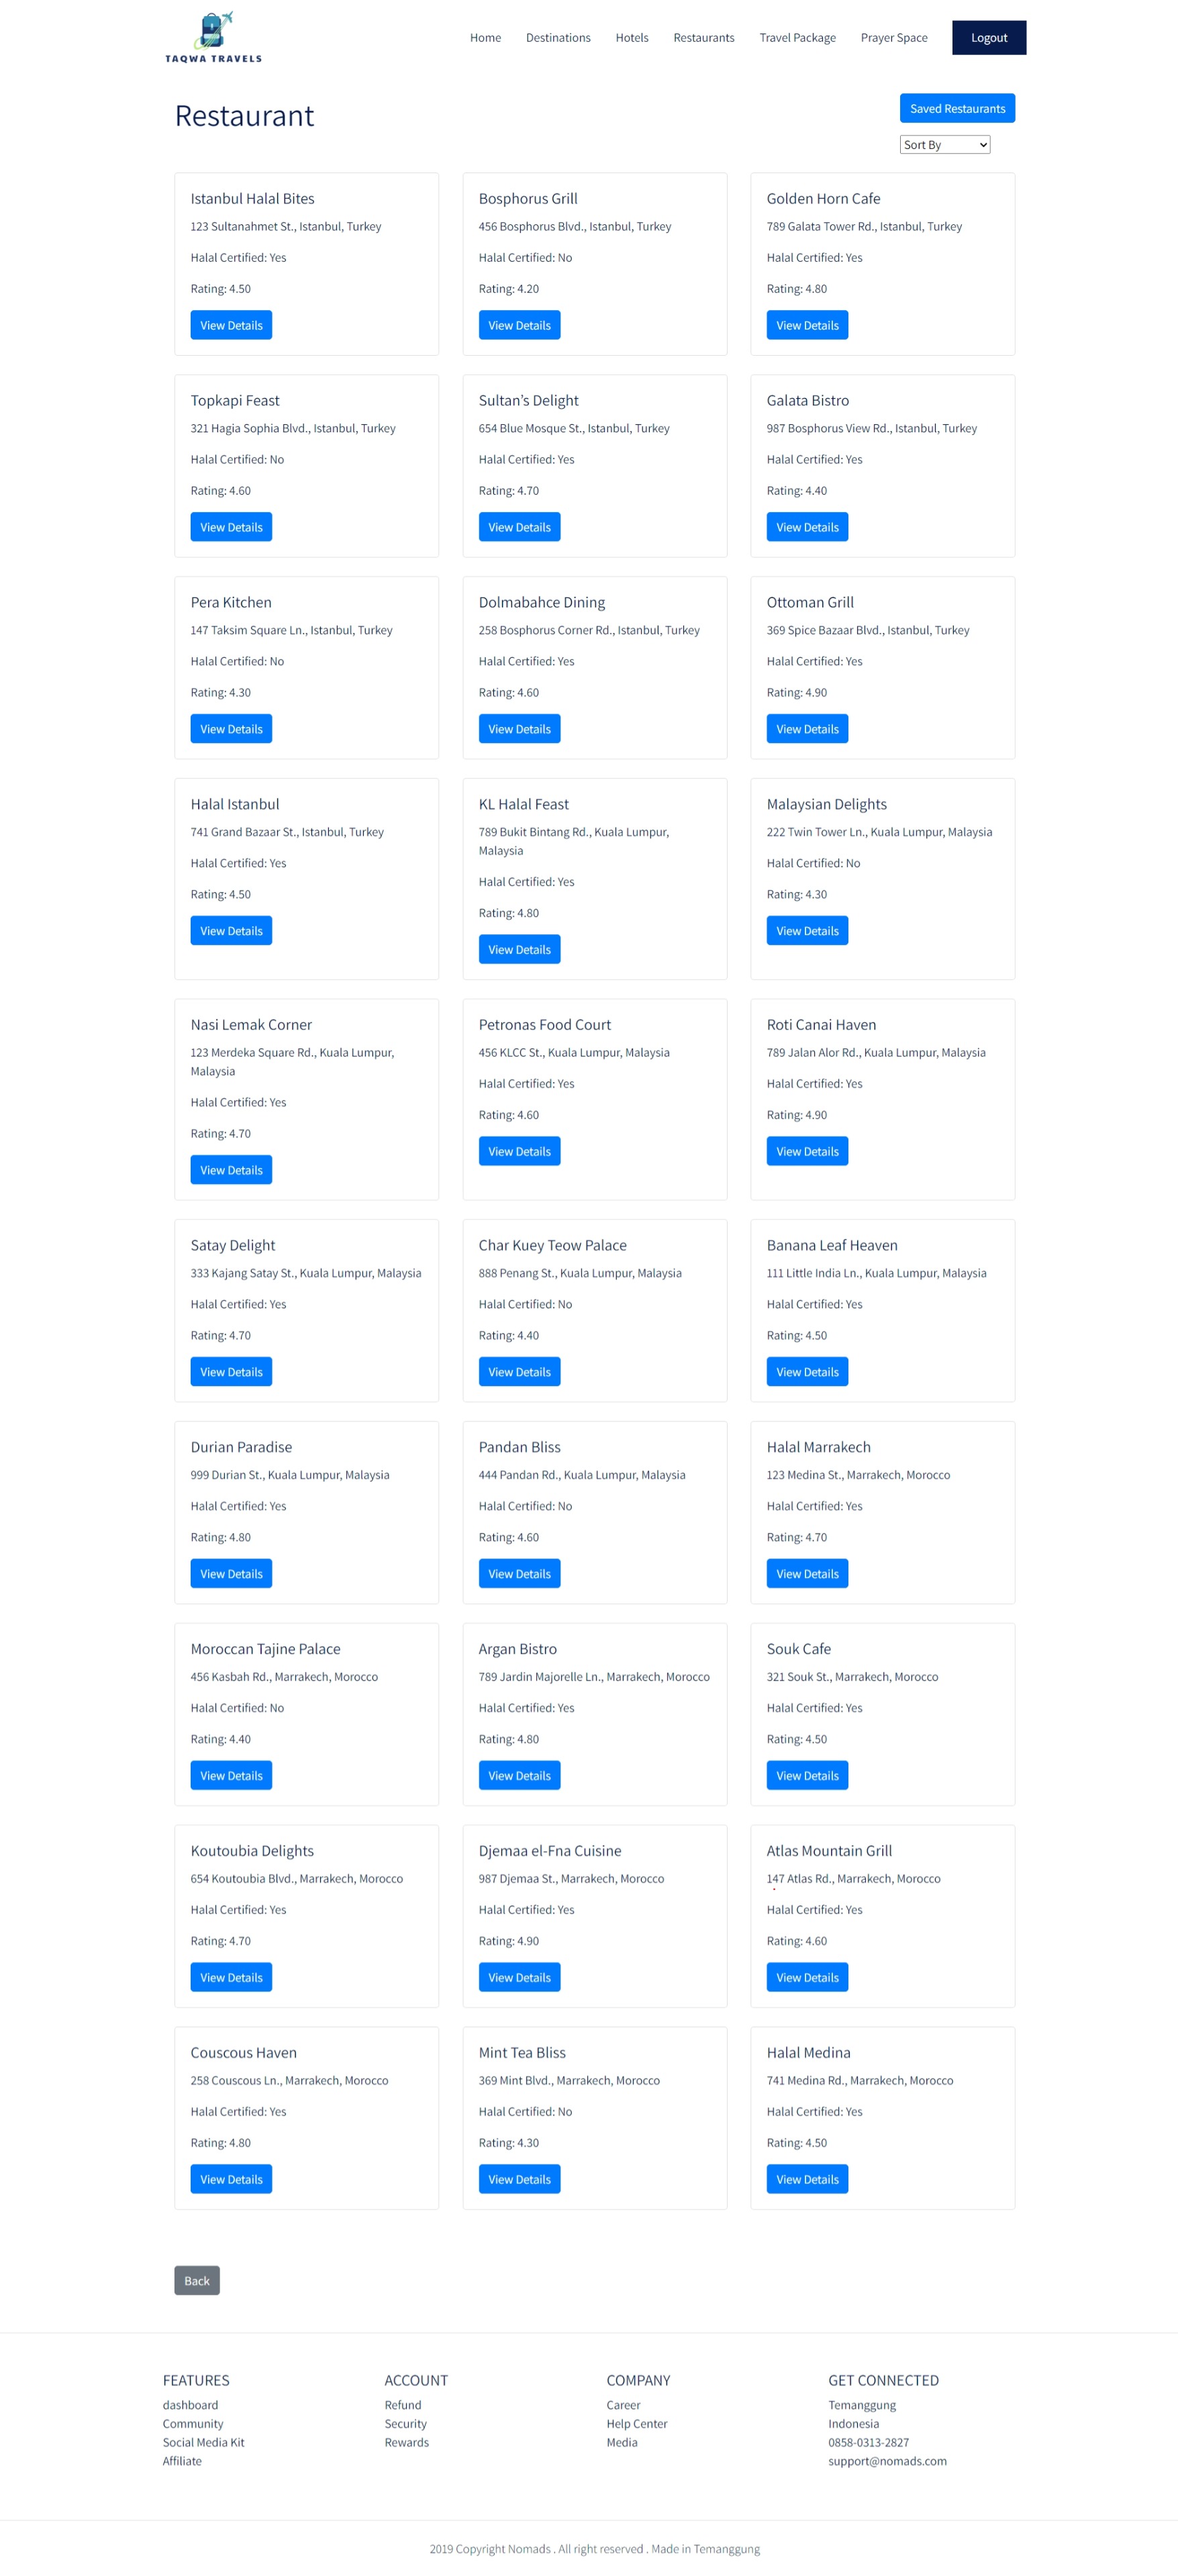 TAQWA TRAVELS
Home Destinations Hotels Restaurants Travel Package Prayer Space Logout
Restaurant
Saved Restaurants
Sort By
Istanbul Halal Bites
123 Sultanahmet St., Istanbul, Turkey
Halal Certified: Yes
Rating: 4.50
View Details
Bosphorus Grill
456 Bosphorus Blvd., Istanbul, Turkey
Halal Certified: No
Rating: 4.20
View Details
Golden Horn Cafe
789 Galata Tower Rd., Istanbul, Turkey
Halal Certified: Yes
Rating: 4.80
View Details
Topkapi Feast
321 Hagia Sophia Blvd., Istanbul, Turkey
Halal Certified: No
Rating: 4.60
View Details
Sultan’s Delight
654 Blue Mosque St., Istanbul, Turkey
Halal Certified: Yes
Rating: 4.70
View Details
Galata Bistro
987 Bosphorus View Rd., Istanbul, Turkey
Halal Certified: Yes
Rating: 4.40
View Details
Pera Kitchen
147 Taksim Square Ln., Istanbul, Turkey
Halal Certified: No
Rating: 4.30
View Details
Dolmabahce Dining
258 Bosphorus Corner Rd., Istanbul, Turkey
Halal Certified: Yes
Rating: 4.60
View Details
Ottoman Grill
369 Spice Bazaar Blvd., Istanbul, Turkey
Halal Certified: Yes
Rating: 4.90
View Details
Halal Istanbul
741 Grand Bazaar St., Istanbul, Turkey
Halal Certified: Yes
Rating: 4.50
View Details
KL Halal Feast
789 Bukit Bintang Rd., Kuala Lumpur,
Malaysia
Halal Certified: Yes
Rating: 4.80
View Details
Malaysian Delights
222 Twin Tower Ln., Kuala Lumpur, Malaysia
Halal Certified: No
Rating: 4.30
View Details
Nasi Lemak Corner
123 Merdeka Square Rd., Kuala Lumpur,
Malaysia
Halal Certified: Yes
Rating: 4.70
View Details
Petronas Food Court
456 KLCC St., Kuala Lumpur, Malaysia
Halal Certified: Yes
Rating: 4.60
View Details
Roti Canai Haven
789 Jalan Alor Rd., Kuala Lumpur, Malaysia
Halal Certified: Yes
Rating: 4.90
View Details
Satay Delight
333 Kajang Satay St., Kuala Lumpur, Malaysia
Halal Certified: Yes
Rating: 4.70
View Details
Char Kuey Teow Palace
888 Penang St., Kuala Lumpur, Malaysia
Halal Certified: No
Rating: 4.40
View Details
Banana Leaf Heaven
111 Little India Ln., Kuala Lumpur, Malaysia
Halal Certified: Yes
Rating: 4.50
View Details
Durian Paradise
999 Durian St., Kuala Lumpur, Malaysia
Halal Certified: Yes
Rating: 4.80
View Details
Pandan Bliss
444 Pandan Rd., Kuala Lumpur, Malaysia
Halal Certified: No
Rating: 4.60
View Details
Halal Marrakech
123 Medina St., Marrakech, Morocco
Halal Certified: Yes
Rating: 4.70
View Details
Moroccan Tajine Palace
456 Kasbah Rd., Marrakech, Morocco
Halal Certified: No
Rating: 4.40
View Details
Argan Bistro
789 Jardin Majorelle Ln., Marrakech, Morocco
Halal Certified: Yes
Rating: 4.80
View Details
Souk Cafe
321 Souk St., Marrakech, Morocco
Halal Certified: Yes
Rating: 4.50
View Details
Koutoubia Delights
654 Koutoubia Blvd., Marrakech, Morocco
Halal Certified: Yes
Rating: 4.70
View Details
Djemaa el-Fna Cuisine
987 Djemaa St., Marrakech, Morocco
Halal Certified: Yes
Rating: 4.90
View Details
Atlas Mountain Grill
147 Atlas Rd., Marrakech, Morocco
Halal Certified: Yes
Rating: 4.60
View Details
Couscous Haven
258 Couscous Ln., Marrakech, Morocco
Halal Certified: Yes
Rating: 4.80
View Details
Mint Tea Bliss
369 Mint Blvd., Marrakech, Morocco
Halal Certified: No
Rating: 4.30
View Details
Halal Medina
741 Medina Rd., Marrakech, Morocco
Halal Certified: Yes
Rating: 4.50
View Details
Back
FEATURES
dashboard
Community
Social Media Kit
Affiliate
ACCOUNT
Refund
Security
Rewards
COMPANY
Career
Help Center
Media
GET CONNECTED
Temanggung
Indonesia
0858-0313-2827
support@nomads.com
2019 Copyright Nomads . All right reserved . Made in Temanggung